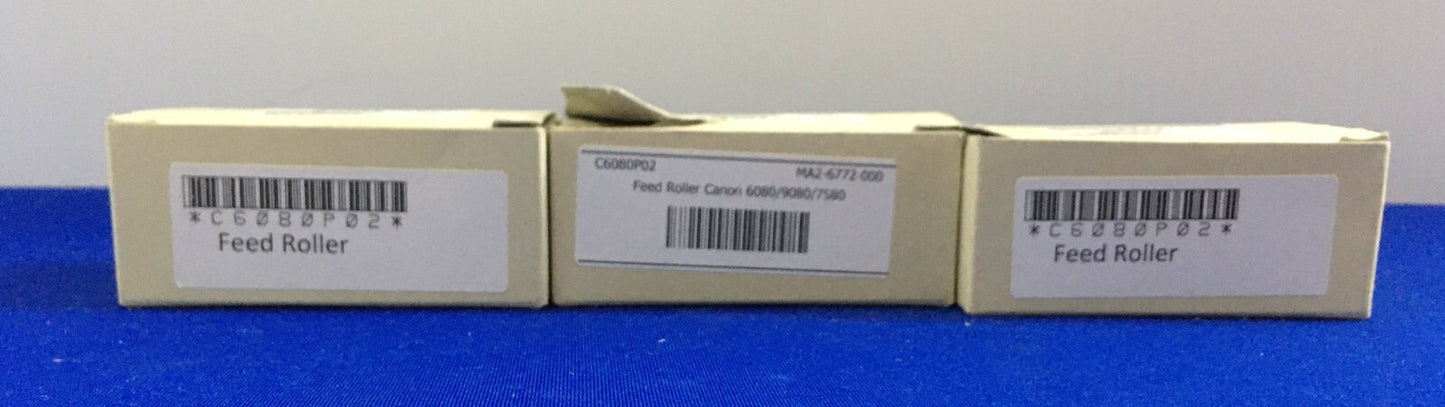 *C6080P02*
Feed Roller
C6080P02 MA2-6772-000
Feed Roller Canon 6080/9080/7580
*C6080P02*
Feed Roller